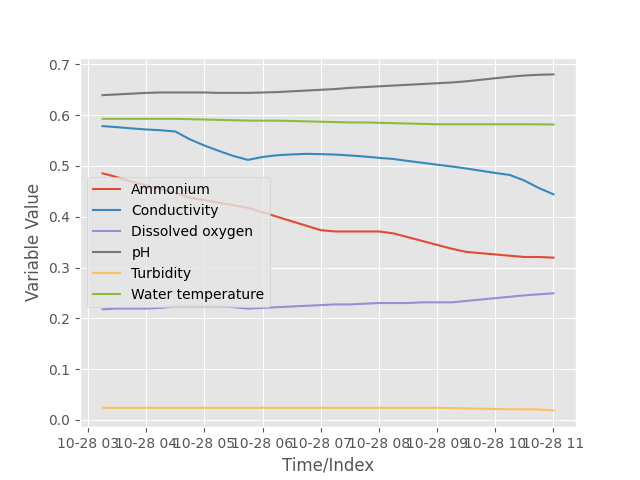 0.7
0.6
0.5
0.4
0.3
0.2
0.1
0.0
Variable Value
Ammonium
Conductivity
Dissolved oxygen
pH
Turbidity
Water temperature
10-28 03 10-28 04 10-28 05 10-28 06 10-28 07 10-28 08 10-28 09 10-28 10 10-28 11
Time/Index